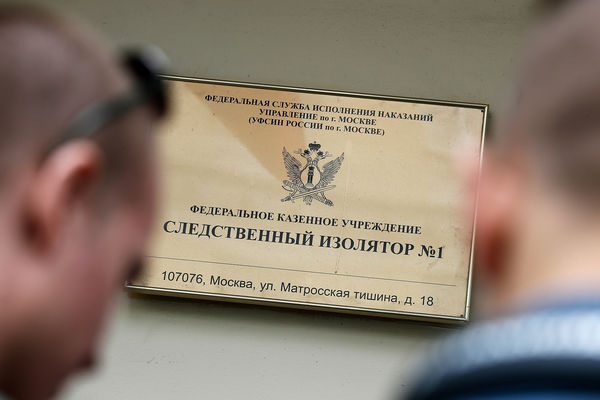 ФЕДЕРАЛЬНАЯ СЛУЖБА ИСПОЛНЕНИЯ НАКАЗАНИЙ
УПРАВЛЕНИЕ по г. МОСКВЕ
(УФСИН РОССИИ по г. МОСКВЕ)
ФЕДЕРАЛЬНОЕ КАЗЕННОЕ УЧРЕЖДЕНИЕ
СЛЕДСТВЕННЫЙ ИЗОЛЯТОР №1
107076, Москва, ул. Матросская тишина, д. 18